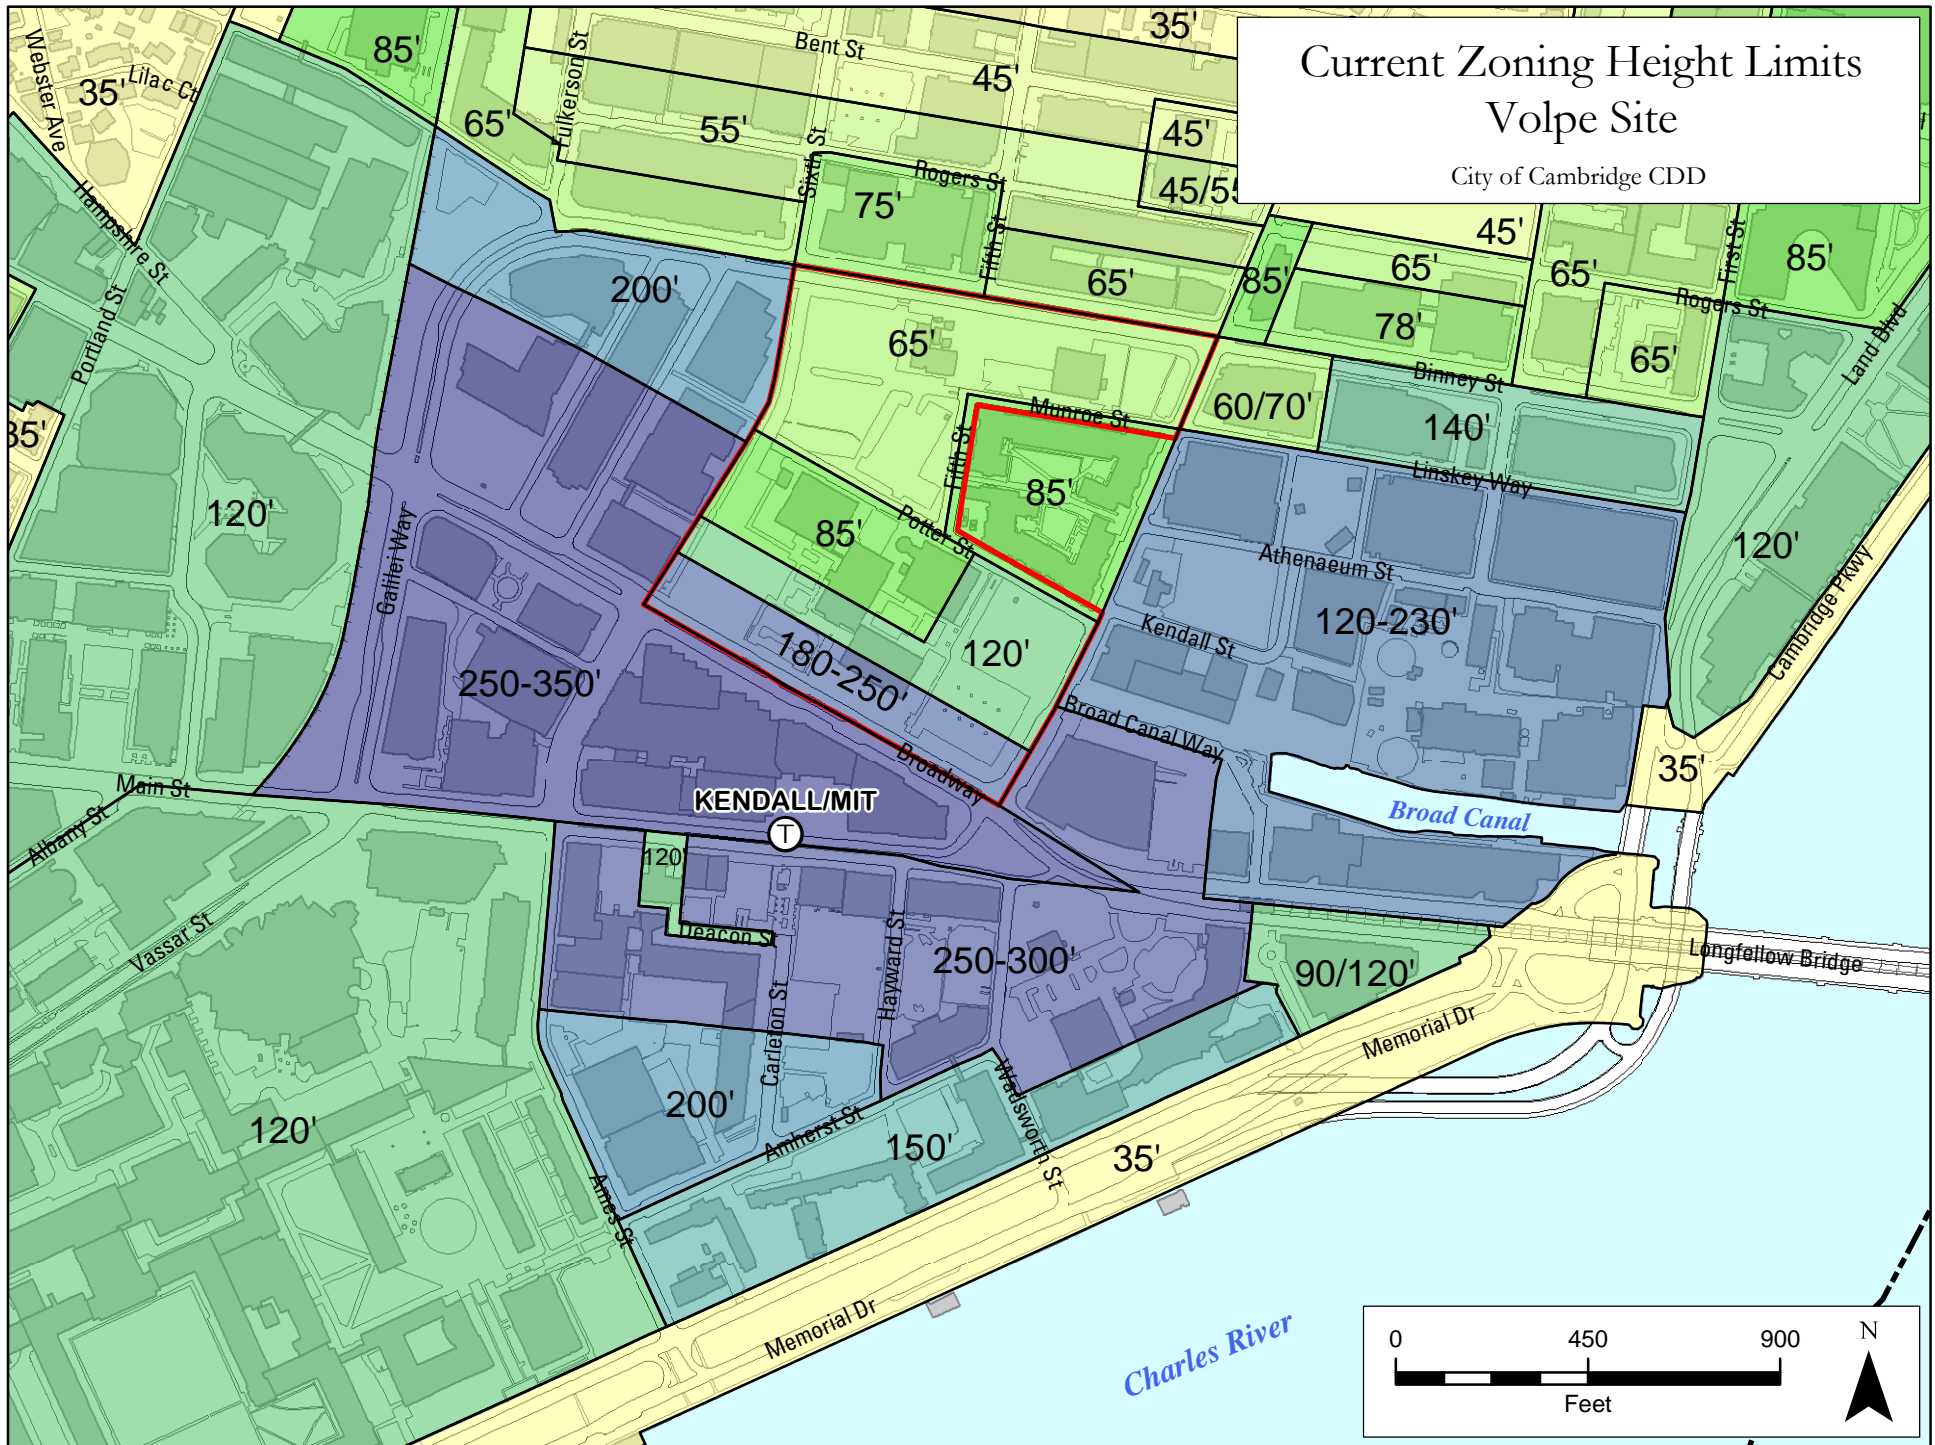 Current Zoning Height Limits
Volpe Site
City of Cambridge CDD
35'
85'
Bent St
45'
Webster Ave
35'
Lilac Ct
65'
Fulkerson St
55'
45'
Sixth St
Rogers St
75'
45/55
45'
Hampshire St
Fifth St
First St
200'
65'
85'
65'
65'
85'
Portland St
65'
78'
Rogers St
Land Blvd
65'
Binney St
60/70'
Munroe St
140'
35'
Fifth St
Linskey Way
85'
120'
Galilei Way
85'
Potter St
120'
Athenaeum St
Cambridge Pkwy
120-230'
Kendall St
120'
180-250'
250-350'
Broad Canal Way
Broadway
35'
Main St
KENDALL/MIT
T
Broad Canal
Albany St
120'
Vassar St
Deacon St
Hayward St
250-300'
90/120'
Longfellow Bridge
Carleton St
Memorial Dr
200'
Wadsworth St
120'
Amherst St
150'
35'
Ames St
Memorial Dr
Charles River
0 450 900
Feet
N